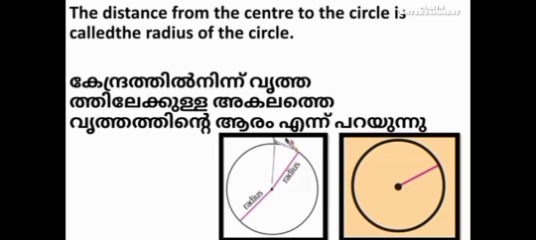 The distance from the centre to the circle is
calledthe radius of the circle.
കേന്ദ്രത്തിൽനിന്ന് വൃത്ത
ത്തിലേക്കുള്ള അകലത്തെ
വൃത്തത്തിന്റെ ആരം എന്ന് പറയുന്നു
radius
radius